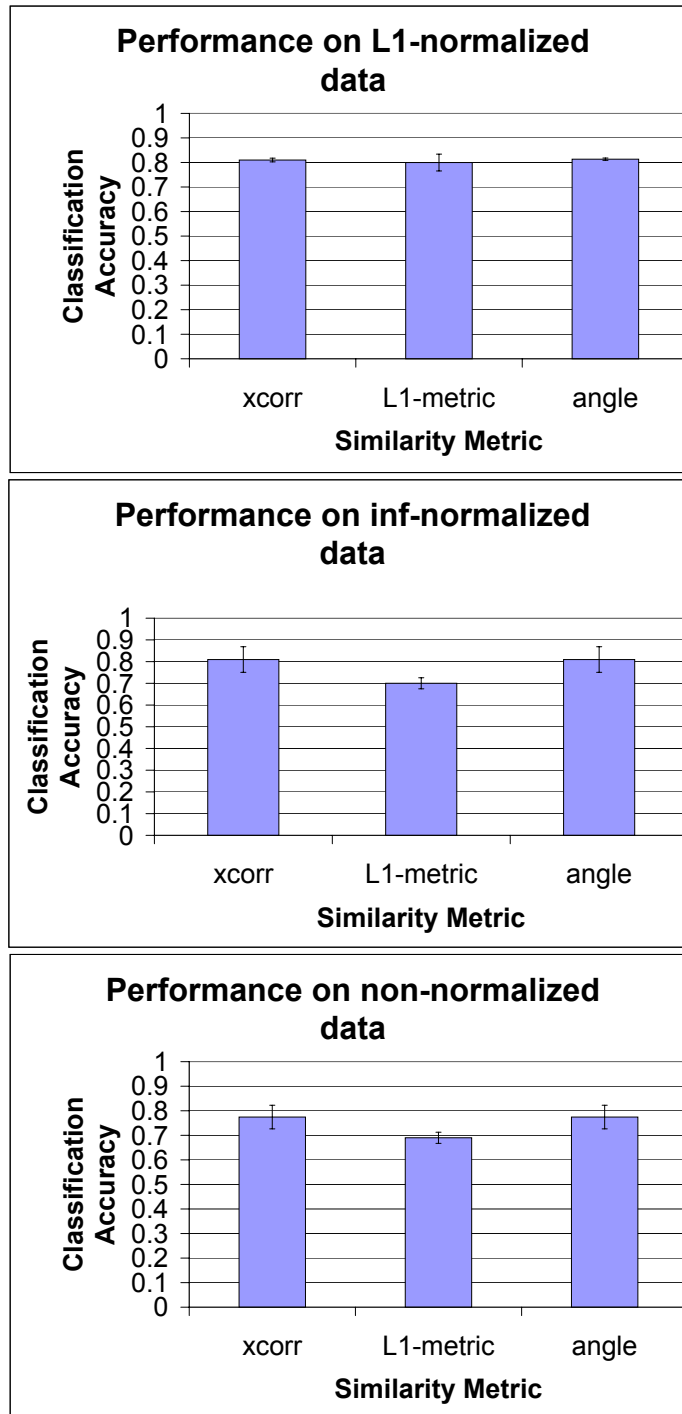 Performance on L1-normalized
data
1
0.9
0.8
0.7
0.6
0.5
0.4
0.3
0.2
0.1
0
Classification
Accuracy
xcorr L1-metric angle
Similarity Metric
Performance on inf-normalized
data
1
0.9
0.8
0.7
0.6
0.5
0.4
0.3
0.2
0.1
0
Classification
Accuracy
xcorr L1-metric angle
Similarity Metric
Performance on non-normalized
data
1
0.9
0.8
0.7
0.6
0.5
0.4
0.3
0.2
0.1
0
Classification
Accuracy
xcorr L1-metric angle
Similarity Metric